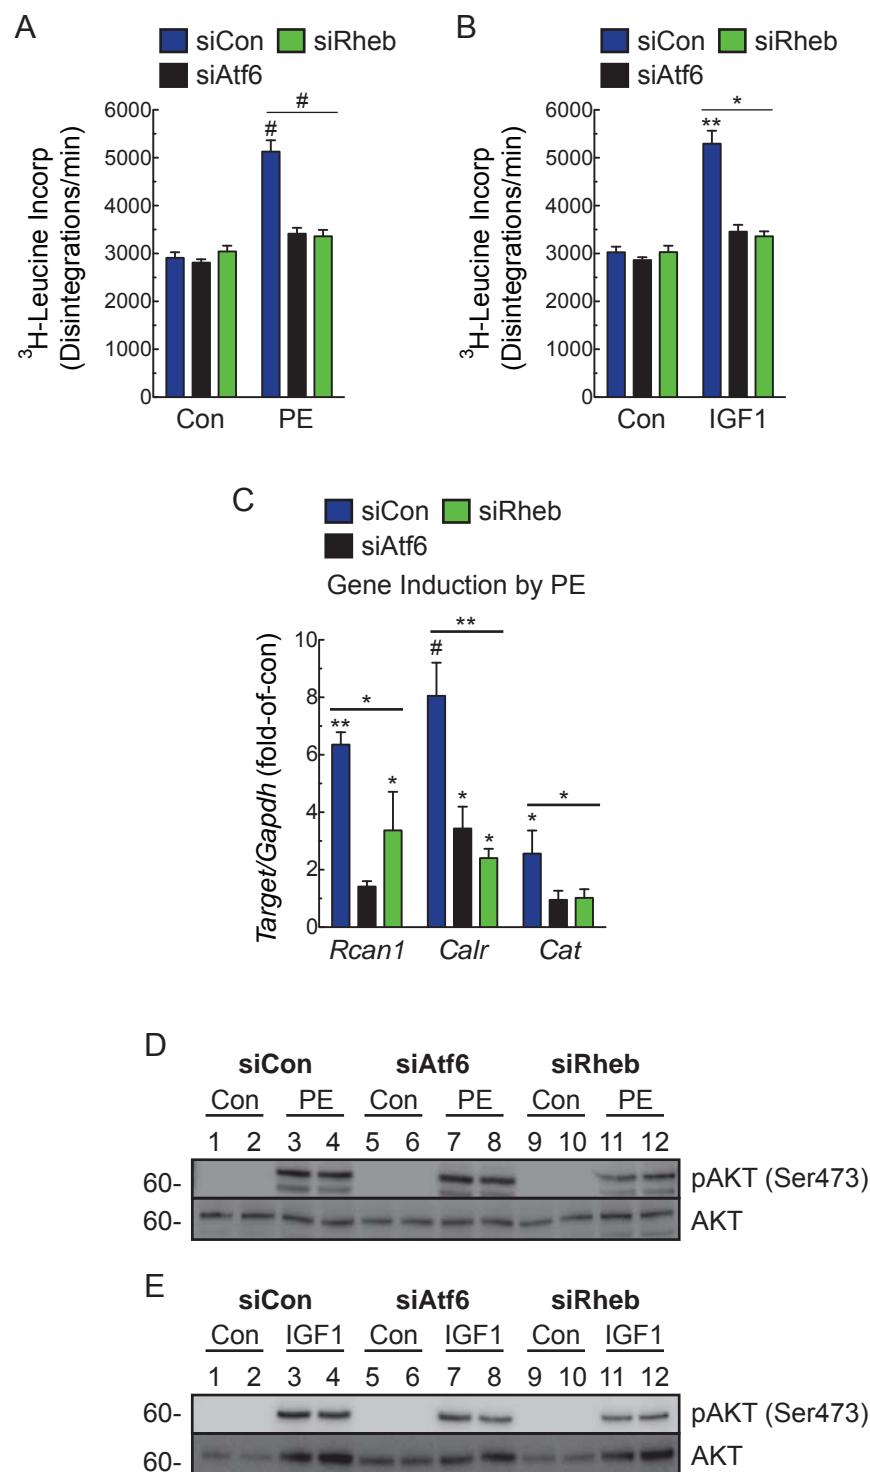 A
siCon siRheb
siAtf6
3H-Leucine Incorp
(Disintegrations/min)
6000
5000
4000
3000
2000
1000
0
#
#
Con PE
B
siCon siRheb
siAtf6
3H-Leucine Incorp
(Disintegrations/min)
6000
5000
4000
3000
2000
1000
0
*
**
Con IGF1
C
siCon siRheb
siAtf6
Gene Induction by PE
Target/Gapdh (fold-of-con)
10
8
6
4
2
0
**
#
*
**
*
*
*
*
*
Rcan1 Calr Cat
D
siCon siAtf6 siRheb
Con PE Con PE Con PE
1 2 3 4 5 6 7 8 9 10 11 12
60- pAKT (Ser473)
60- AKT
E
siCon siAtf6 siRheb
Con IGF1 Con IGF1 Con IGF1
1 2 3 4 5 6 7 8 9 10 11 12
60- pAKT (Ser473)
60- AKT